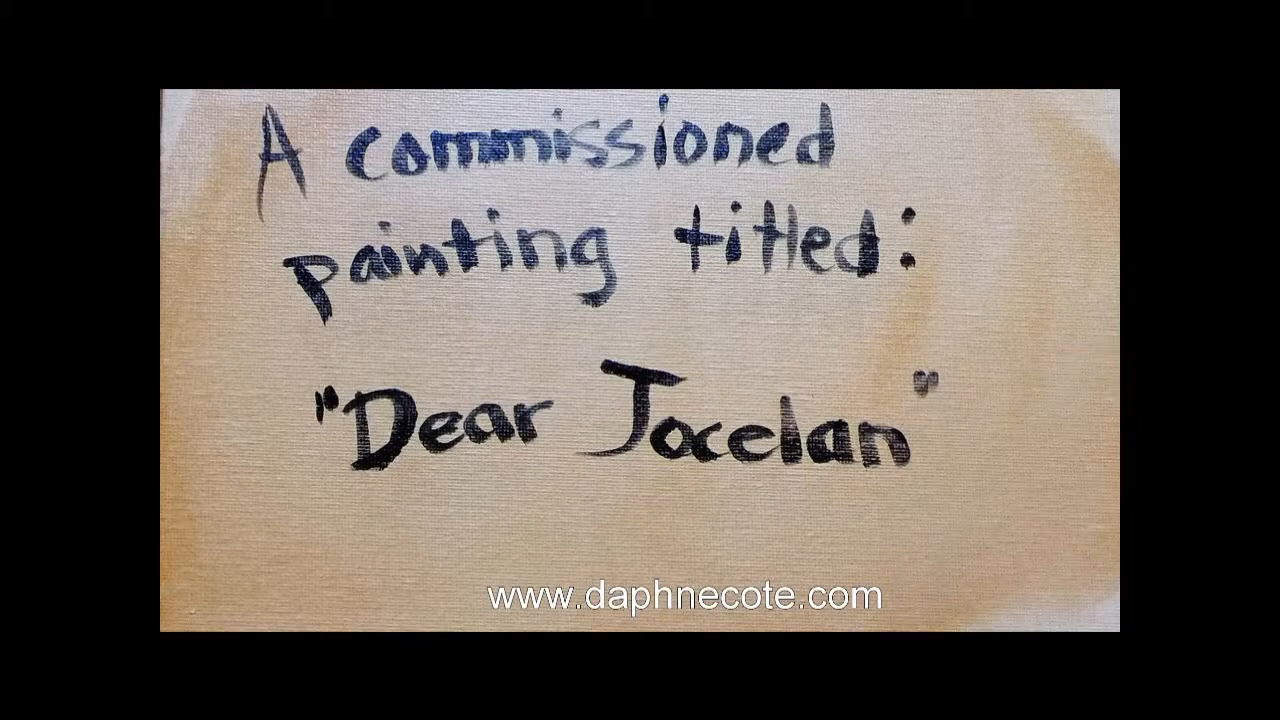 A commissioned
painting titled:
"Dear Jocelan"
www.daphnecote.com